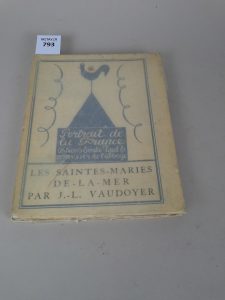 793
Portrait de
la France
LES SAINTES-MARIES
DE-LA-MER
PAR J.-L. VAUDOYER